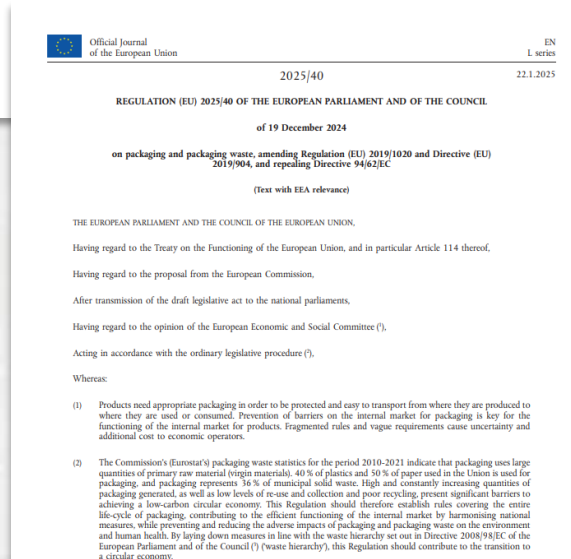 Official Journal
of the European Union
EN
L series
2025/40
22.1.2025
REGULATION (EU) 2025/40 OF THE EUROPEAN PARLIAMENT AND OF THE COUNCIL
of 19 December 2024
on packaging and packaging waste, amending Regulation (EU) 2019/1020 and Directive (EU)
2019/904, and repealing Directive 94/62/EC
(Text with EEA relevance)
THE EUROPEAN PARLIAMENT AND THE COUNCIL OF THE EUROPEAN UNION,
Having regard to the Treaty on the Functioning of the European Union, and in particular Article 114 thereof,
Having regard to the proposal from the European Commission,
After transmission of the draft legislative act to the national parliaments,
Having regard to the opinion of the European Economic and Social Committee (¹),
Acting in accordance with the ordinary legislative procedure (²),
Whereas:
(1) Products need appropriate packaging in order to be protected and easy to transport from where they are produced to
where they are used or consumed. Prevention of barriers on the internal market for packaging is key for the
functioning of the internal market for products. Fragmented rules and vague requirements cause uncertainty and
additional cost to economic operators.
(2) The Commission's (Eurostat's) packaging waste statistics for the period 2010-2021 indicate that packaging uses large
quantities of primary raw material (virgin materials). 40 % of plastics and 50 % of paper used in the Union is used for
packaging, and packaging represents 36 % of municipal solid waste. High and constantly increasing quantities of
packaging generated, as well as low levels of re-use and collection and poor recycling, present significant barriers to
achieving a low-carbon circular economy. This Regulation should therefore establish rules covering the entire
life-cycle of packaging, contributing to the efficient functioning of the internal market by harmonising national
measures, while preventing and reducing the adverse impacts of packaging and packaging waste on the environment
and human health. By laying down measures in line with the waste hierarchy set out in Directive 2008/98/EC of the
European Parliament and of the Council (³) ('waste hierarchy'), this Regulation should contribute to the transition to
a circular economy.